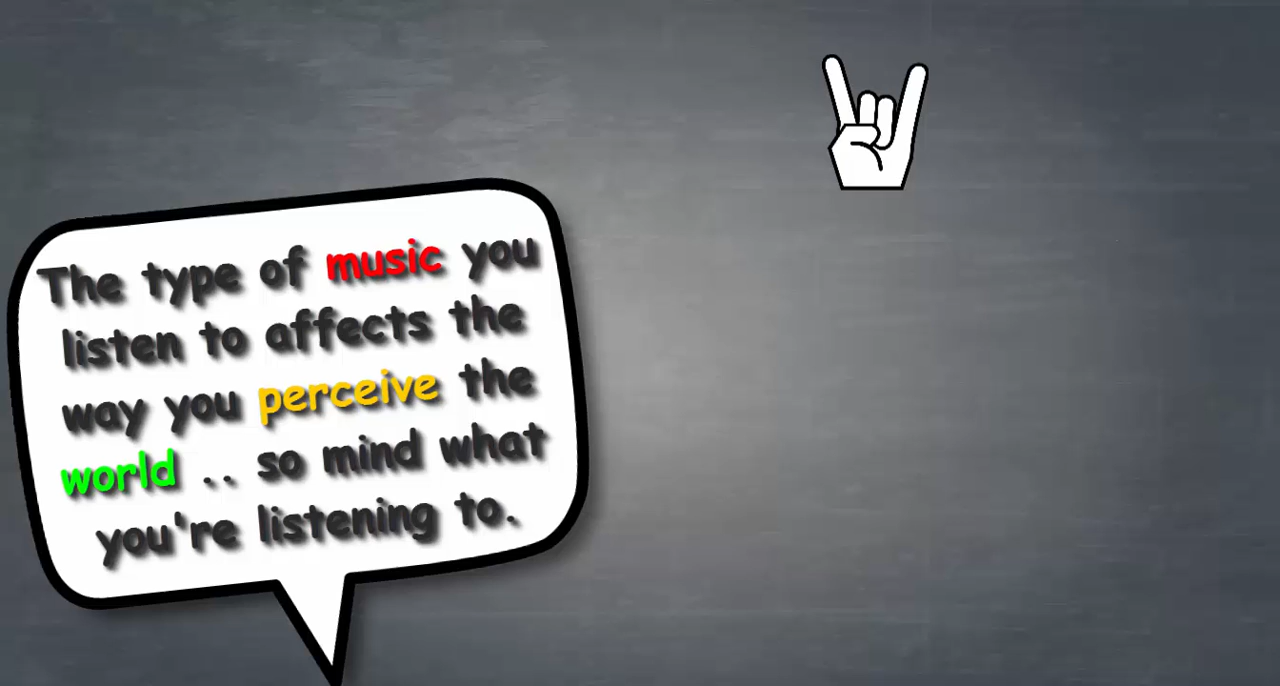 The type of music you
listen to affects the
way you perceive the
world .. so mind what
you're listening to.